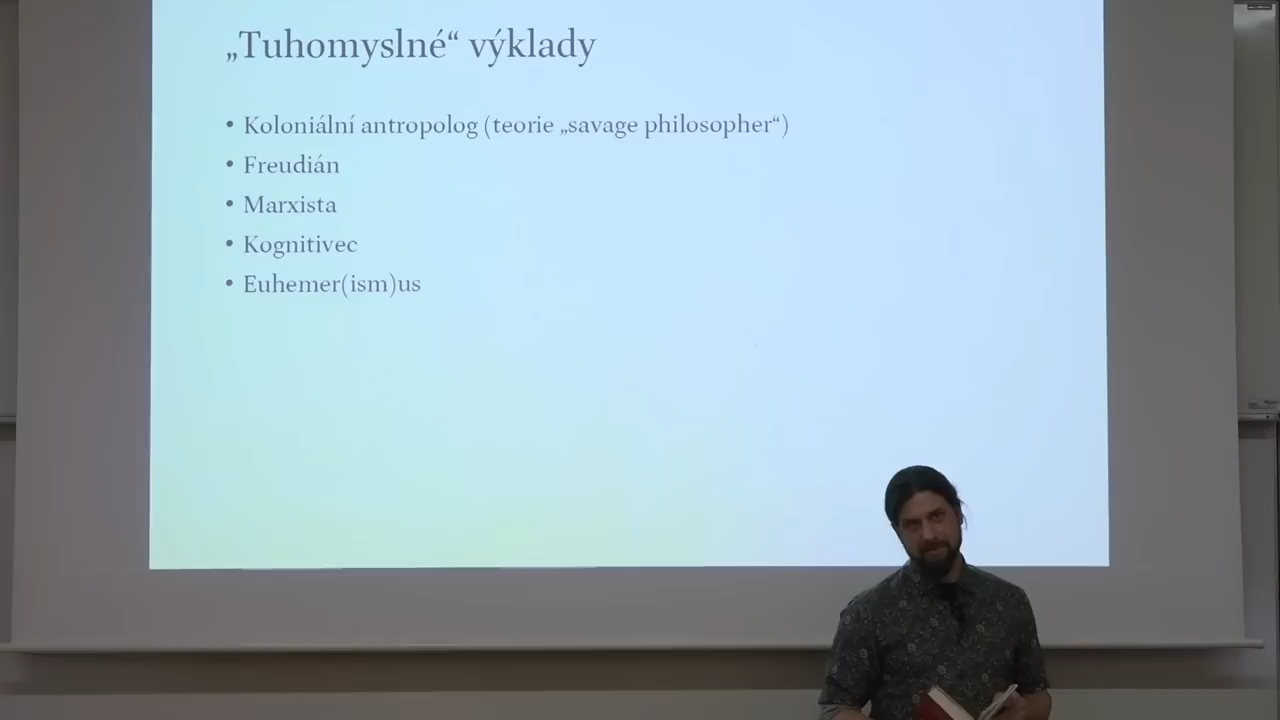 „Tuhomyslné“ výklady
• Koloniální antropolog (teorie „savage philosopher“)
• Freudián
• Marxista
• Kognitivec
• Euhemer(ism)us